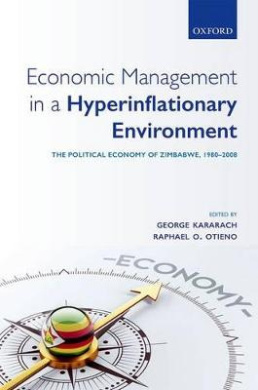 OXFORD
Economic Management
in a Hyperinflationary
Environment
THE POLITICAL ECONOMY OF ZIMBABWE, 1980–2008
EDITED BY
GEORGE KARARACH
RAPHAEL O. OTIENO
ECONOMY